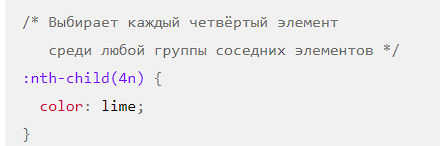 /* Выбирает каждый четвёртый элемент
   среди любой группы соседних элементов */
:nth-child(4n) {
  color: lime;
}